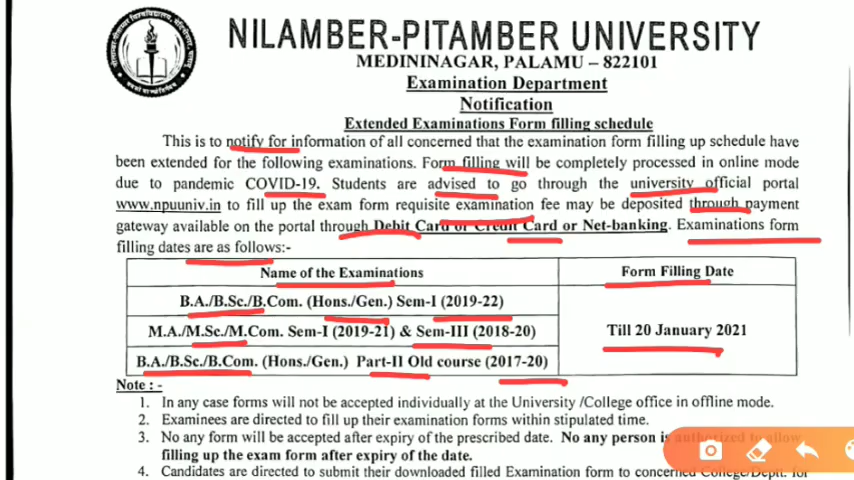 NILAMBER-PITAMBER UNIVERSITY
MEDININAGAR, PALAMU – 822101
Examination Department
Notification
Extended Examinations Form filling schedule
This is to notify for information of all concerned that the examination form filling up schedule have
been extended for the following examinations. Form filling will be completely processed in online mode
due to pandemic COVID-19. Students are advised to go through the university official portal
www.npuuniv.in to fill up the exam form requisite examination fee may be deposited through payment
gateway available on the portal through Debit Card or Credit Card or Net-banking. Examinations form
filling dates are as follows:-
Name of the Examinations Form Filling Date
B.A./B.Sc./B.Com. (Hons./Gen.) Sem-I (2019-22)
M.A./M.Sc./M.Com. Sem-I (2019-21) & Sem-III (2018-20) Till 20 January 2021
B.A./B.Sc./B.Com. (Hons./Gen.) Part-II Old course (2017-20)
Note : -
1. In any case forms will not be accepted individually at the University /College office in offline mode.
2. Examinees are directed to fill up their examination forms within stipulated time.
3. No any form will be accepted after expiry of the prescribed date. No any person is authorized to allow
filling up the exam form after expiry of the date.
4. Candidates are directed to submit their downloaded filled Examination form to concerned College/Deptt. for